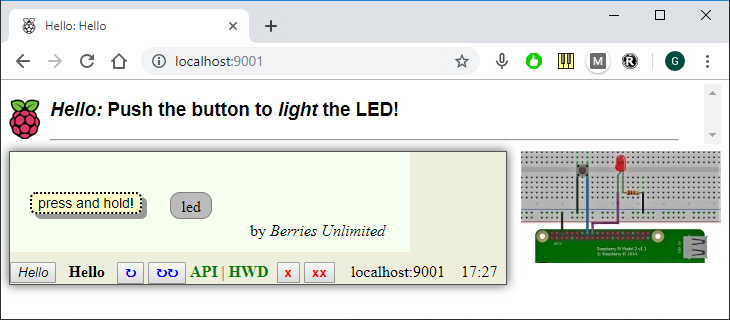 Hello: Hello
localhost:9001
Hello: Push the button to light the LED!
press and hold!
led
by Berries Unlimited
Hello Hello ↻ ↻↻ API | HWD x xx localhost:9001 17:27
Raspberry Pi Model 2 v1.1
© Raspberry Pi 2014